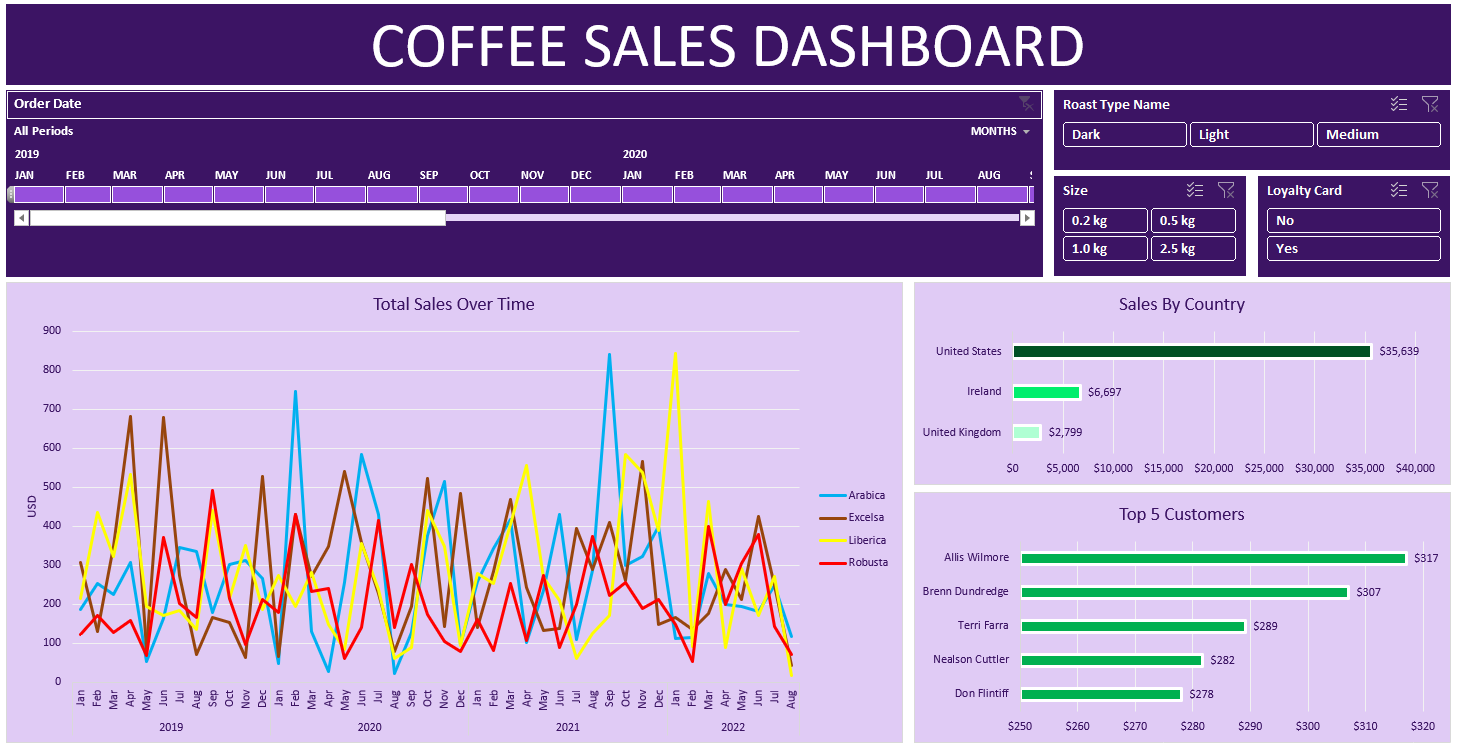 COFFEE SALES DASHBOARD
Order Date
All Periods MONTHS
2019 2020
JAN FEB MAR APR MAY JUN JUL AUG SEP OCT NOV DEC JAN FEB MAR APR MAY JUN JUL AUG
Roast Type Name
Dark Light Medium
Size
0.2 kg 0.5 kg
1.0 kg 2.5 kg
Loyalty Card
No
Yes
Total Sales Over Time
900
800
700
600
500
400
300
200
100
0
USD
Jan Feb Mar Apr May Jun Jul Aug Sep Oct Nov Dec Jan Feb Mar Apr May Jun Jul Aug Sep Oct Nov Dec Jan Feb Mar Apr May Jun Jul Aug Sep Oct Nov Dec Jan Feb Mar Apr May Jun Jul Aug
2019 2020 2021 2022
Arabica
Excelsa
Liberica
Robusta
Sales By Country
United States $35,639
Ireland $6,697
United Kingdom $2,799
$0 $5,000 $10,000 $15,000 $20,000 $25,000 $30,000 $35,000 $40,000
Top 5 Customers
Allis Wilmore $317
Brenn Dundredge $307
Terri Farra $289
Nealson Cuttler $282
Don Flintiff $278
$250 $260 $270 $280 $290 $300 $310 $320